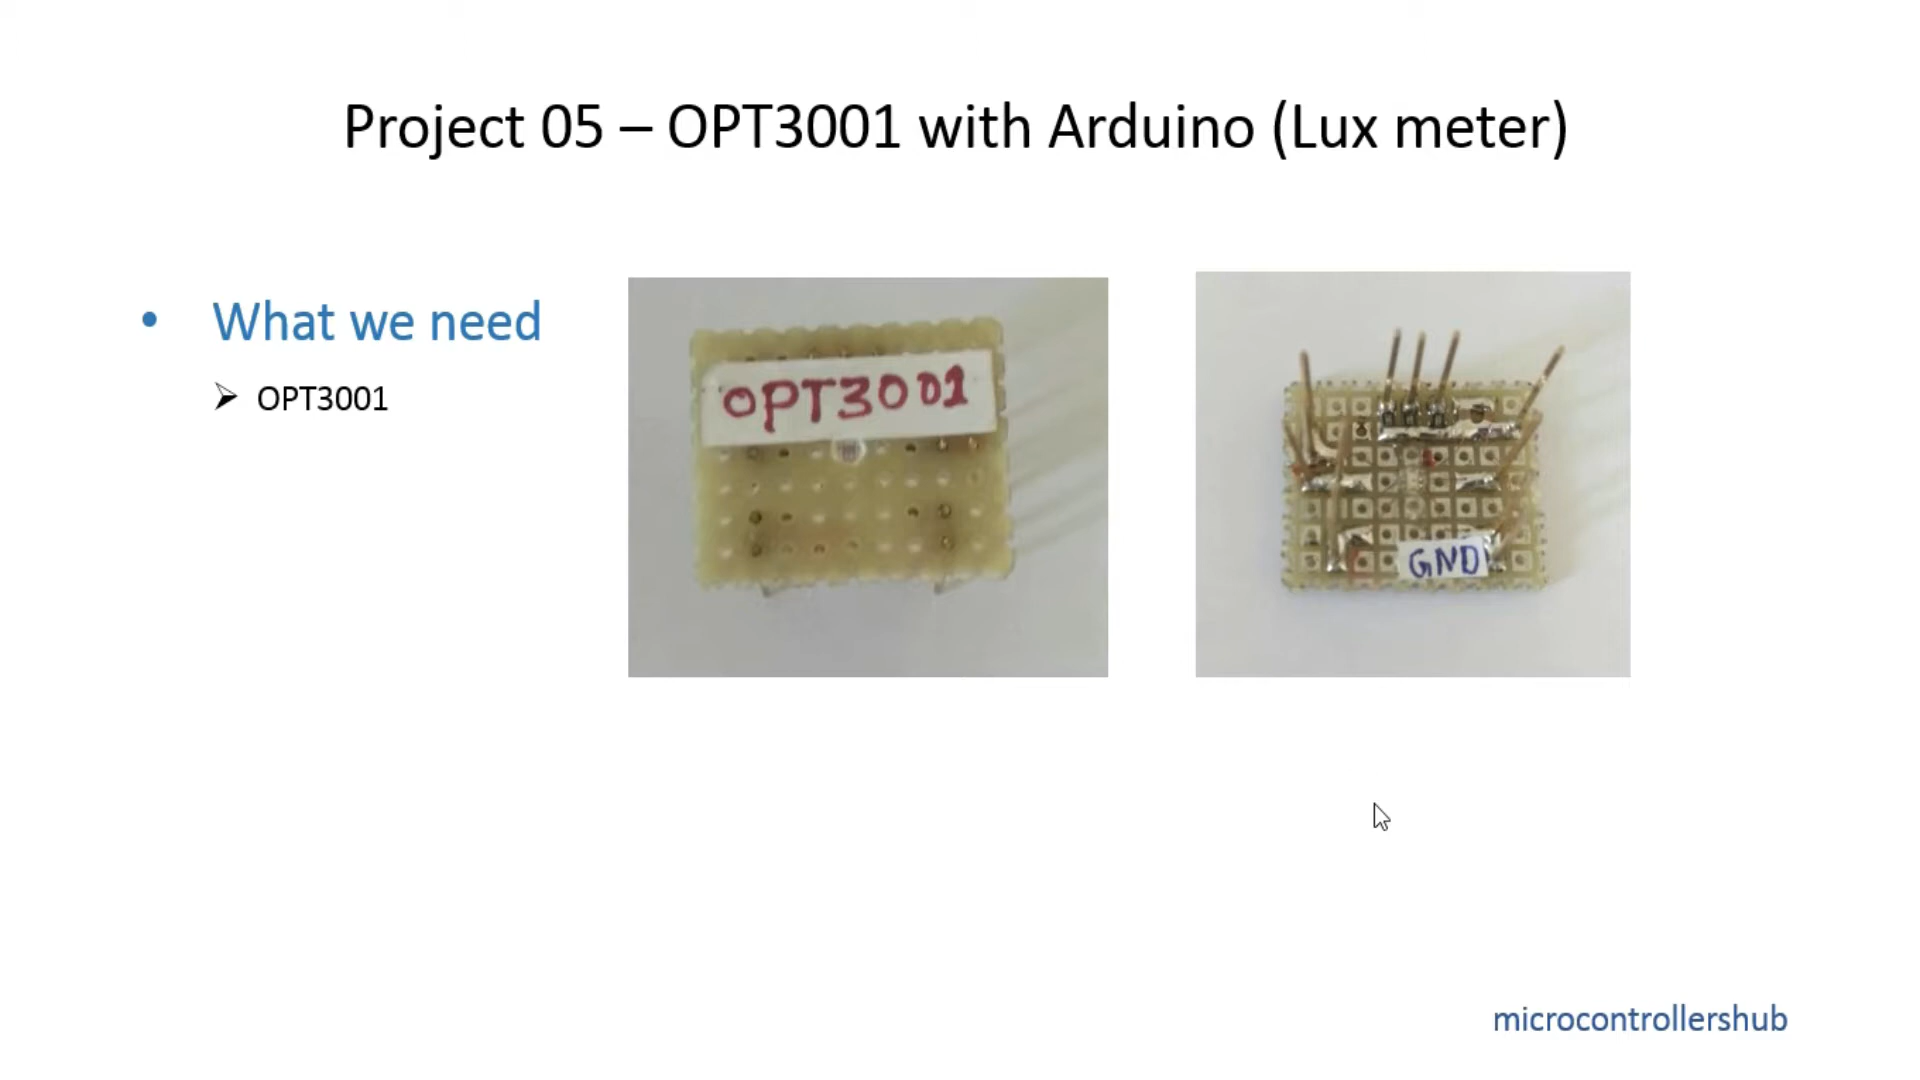 Project 05 – OPT3001 with Arduino (Lux meter)
• What we need
➢ OPT3001
OPT3001
GND
microcontrollershub